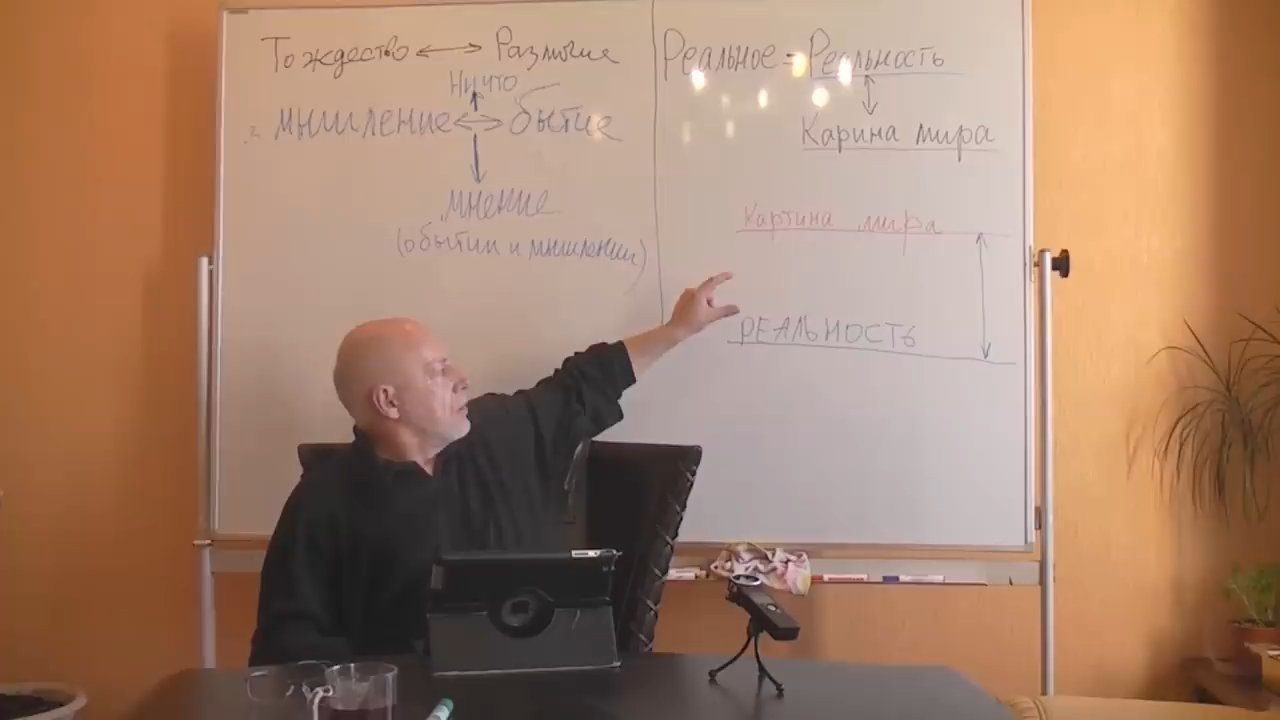 Тождество ⟷ Различие
Ничто
мышление ⟷ бытие
мнение
(о бытии и мышлении)
Реальное = Реальность
Карина мира
Картина мира
РЕАЛЬНОСТЬ